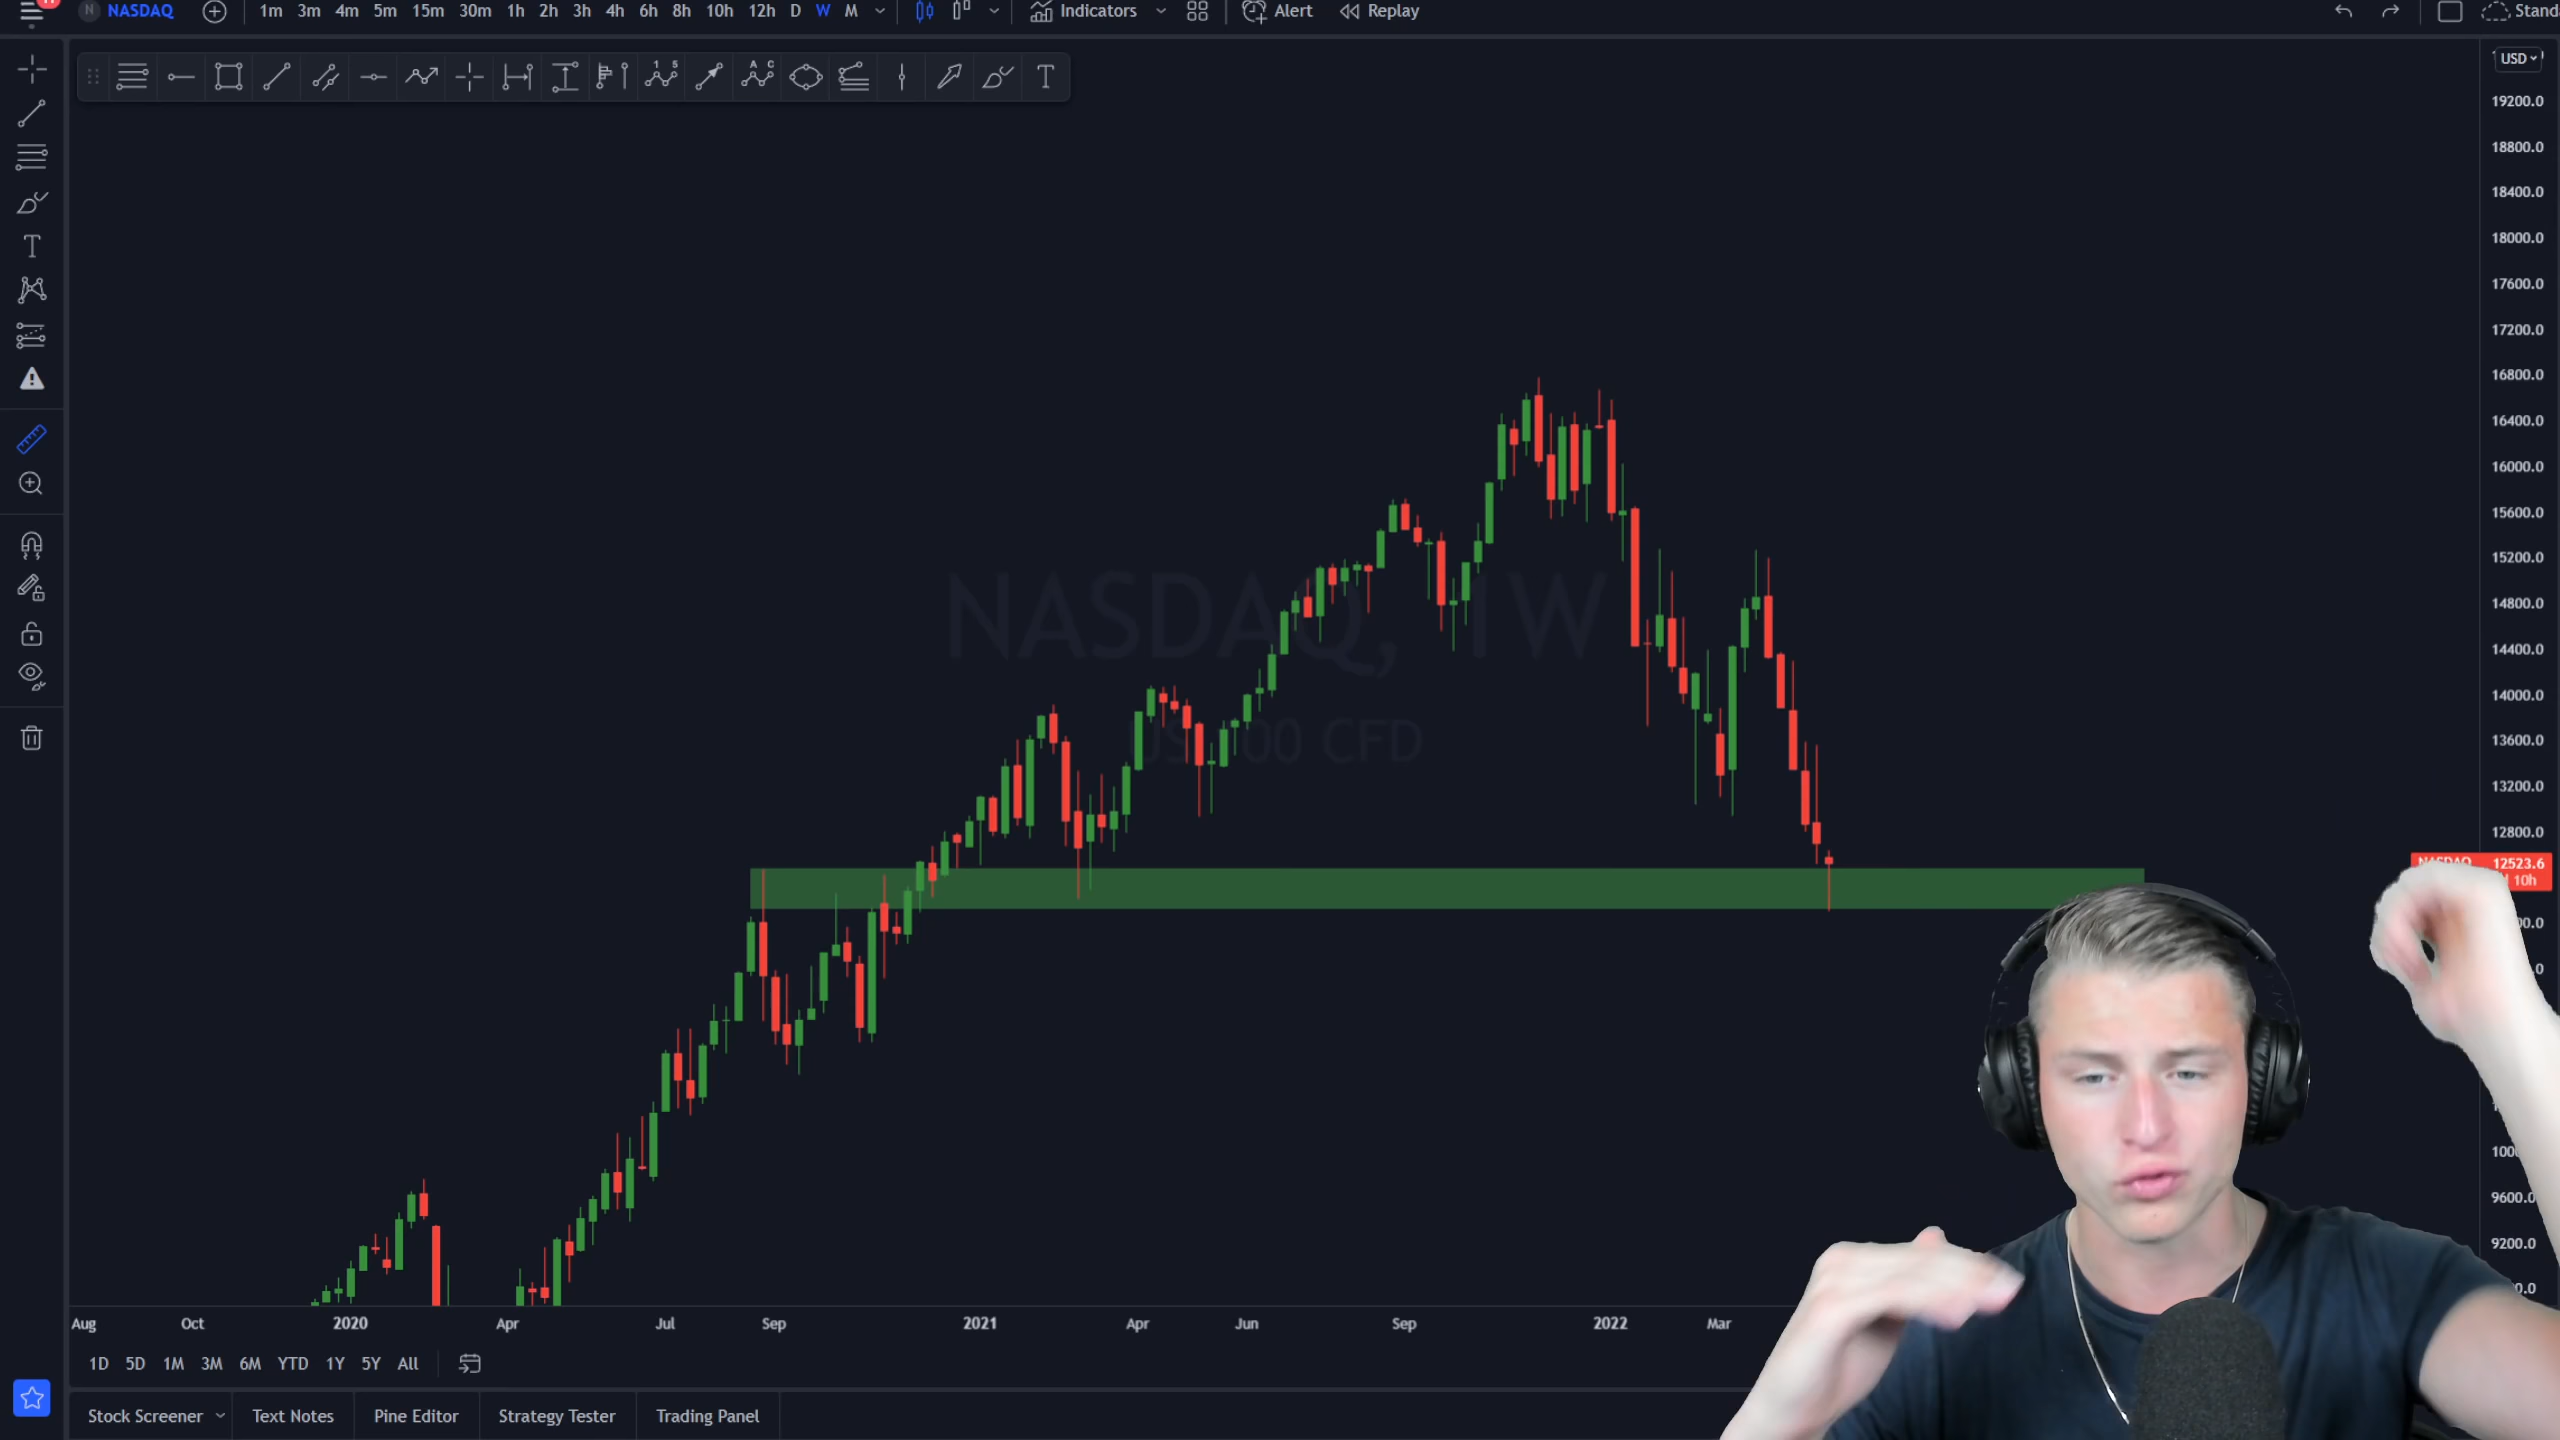 NASDAQ 1m 3m 4m 5m 15m 30m 1h 2h 3h 4h 6h 8h 10h 12h D W M Indicators Alert Replay Stand
USD
19200.0
18800.0
18400.0
18000.0
17600.0
17200.0
16800.0
16400.0
16000.0
15600.0
15200.0
14800.0
14400.0
14000.0
13600.0
13200.0
12800.0
NASDAQ 12523.6
10h
9600.0
9200.0
NASDAQ, 1W
CFD
Aug Oct 2020 Apr Jul Sep 2021 Apr Jun Sep 2022 Mar
1D 5D 1M 3M 6M YTD 1Y 5Y All
Stock Screener Text Notes Pine Editor Strategy Tester Trading Panel